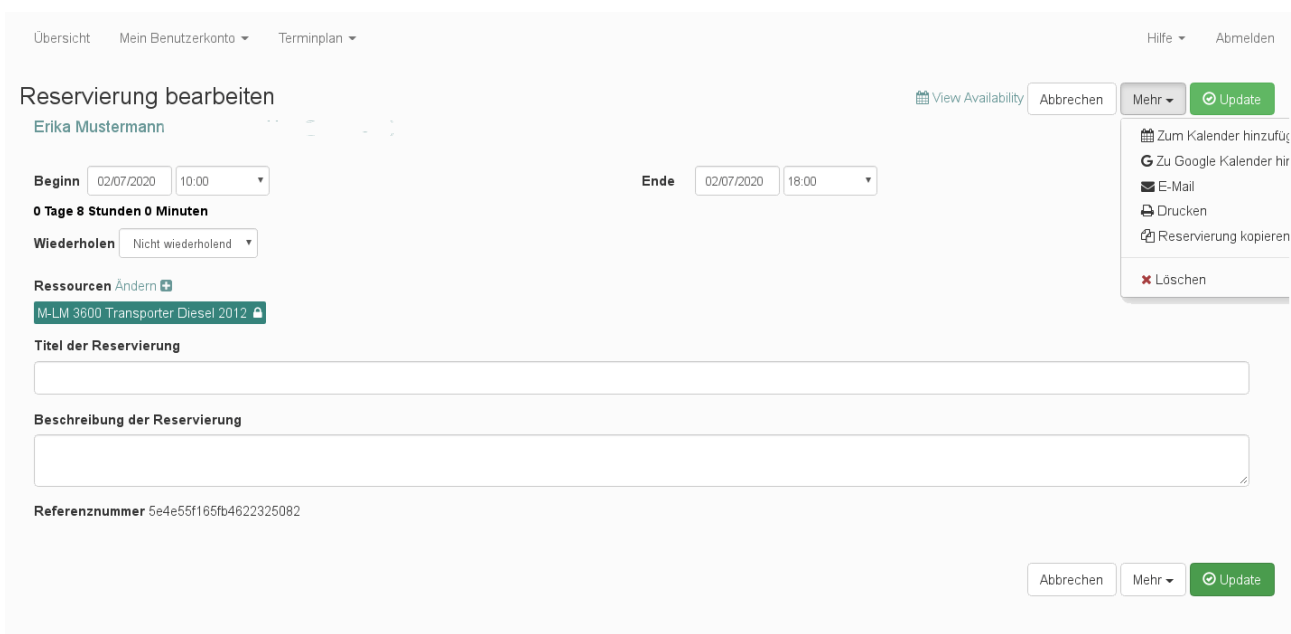 Übersicht Mein Benutzerkonto Terminplan Hilfe Abmelden
Reservierung bearbeiten View Availability Abbrechen Mehr Update
Erika Mustermann
Zum Kalender hinzufüg
G Zu Google Kalender hin
E-Mail
Drucken
Reservierung kopieren
Löschen
Beginn 02/07/2020 10:00 Ende 02/07/2020 18:00
0 Tage 8 Stunden 0 Minuten
Wiederholen Nicht wiederholend
Ressourcen Ändern
M-LM 3600 Transporter Diesel 2012
Titel der Reservierung
Beschreibung der Reservierung
Referenznummer 5e4e55f165fb4622325082
Abbrechen Mehr Update